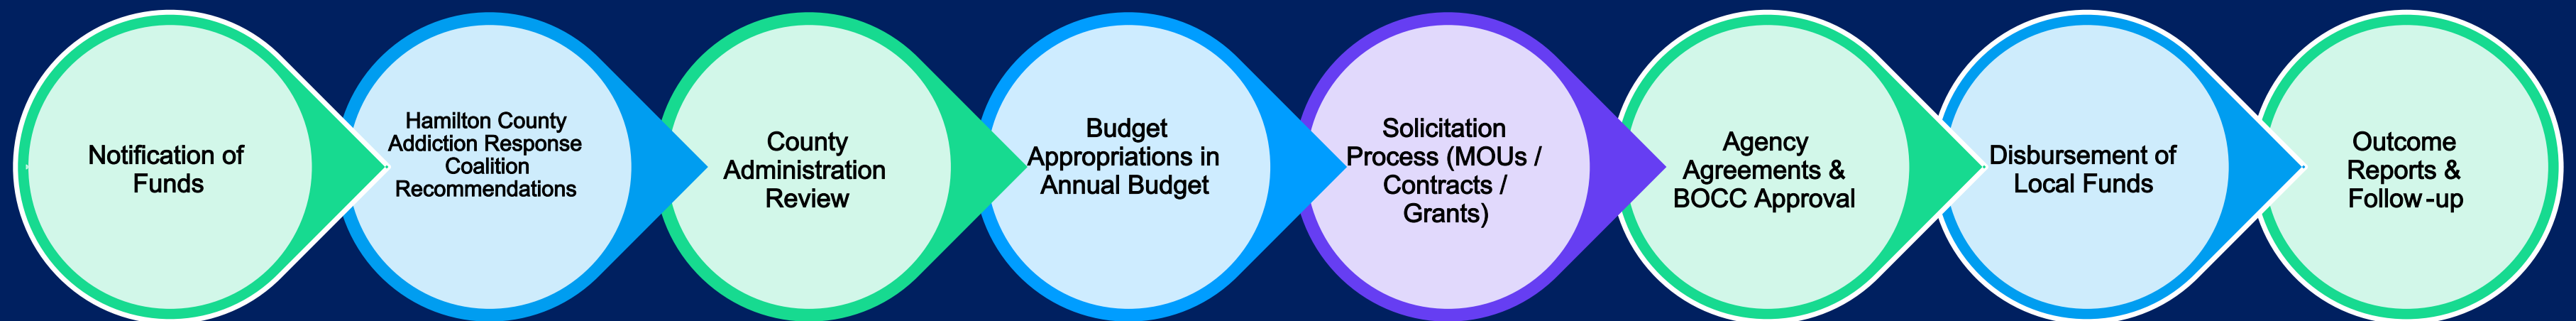 Notification of
Funds
Hamilton County
Addiction Response
Coalition
Recommendations
County
Administration
Review
Budget
Appropriations in
Annual Budget
Solicitation
Process (MOUs /
Contracts /
Grants)
Agency
Agreements &
BOCC Approval
Disbursement of
Local Funds
Outcome
Reports &
Follow-up